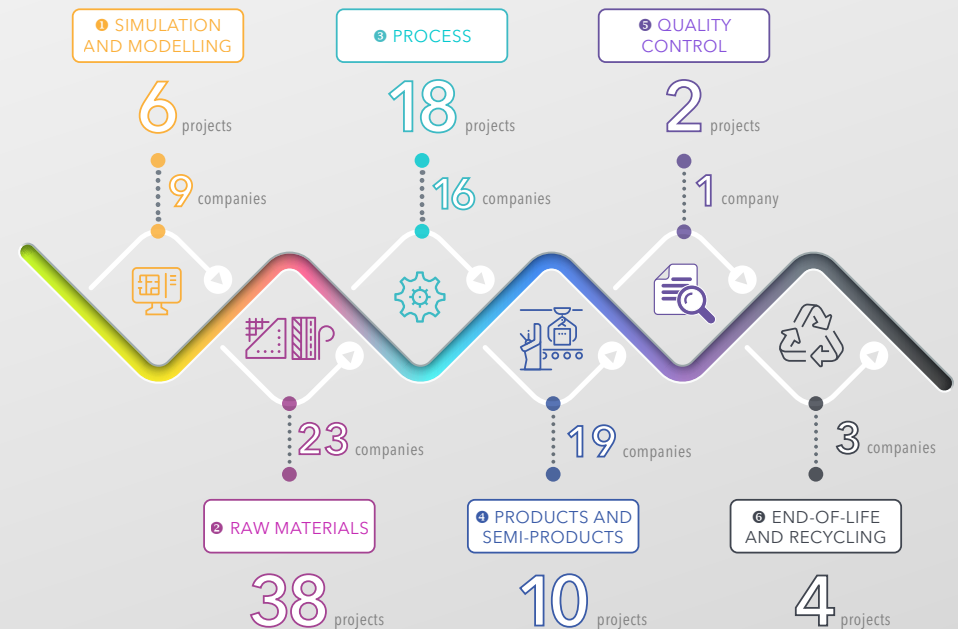 ❶ SIMULATION
AND MODELLING
6 projects
9 companies
❸ PROCESS
18 projects
16 companies
❺ QUALITY
CONTROL
2 projects
1 company
23 companies
❷ RAW MATERIALS
38 projects
19 companies
❹ PRODUCTS AND
SEMI-PRODUCTS
10 projects
3 companies
❻ END-OF-LIFE
AND RECYCLING
4 projects